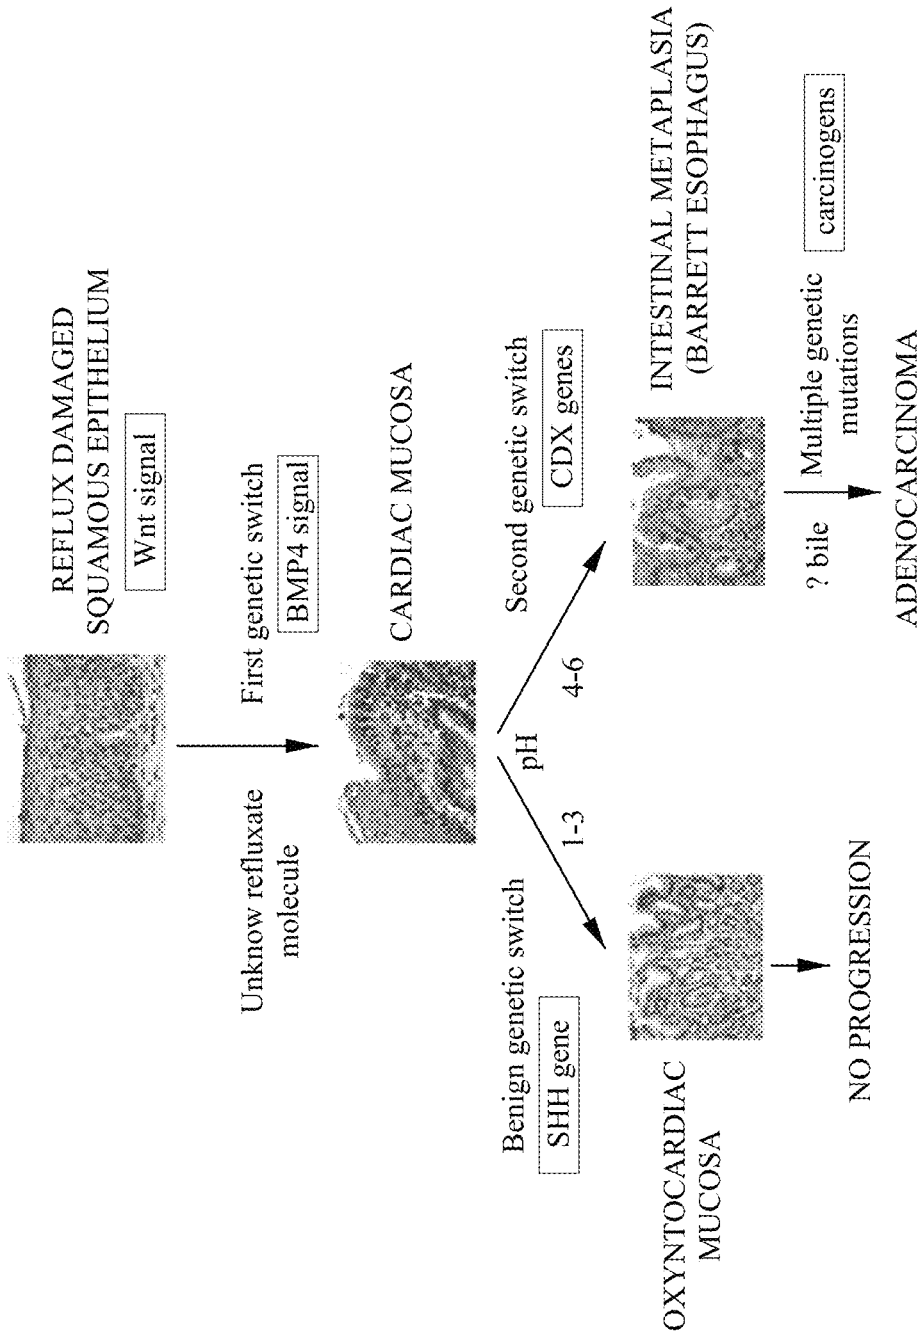 REFLUX DAMAGED
SQUAMOUS EPITHELIUM
Wnt signal
Unknow refluxate
molecule
First genetic switch
BMP4 signal
CARDIAC MUCOSA
pH
Benign genetic switch
SHH gene
1-3
4-6
Second genetic switch
CDX genes
OXYNTOCARDIAC
MUCOSA
INTESTINAL METAPLASIA
(BARRETT ESOPHAGUS)
NO PROGRESSION
? bile
Multiple genetic
mutations
carcinogens
ADENOCARCINOMA